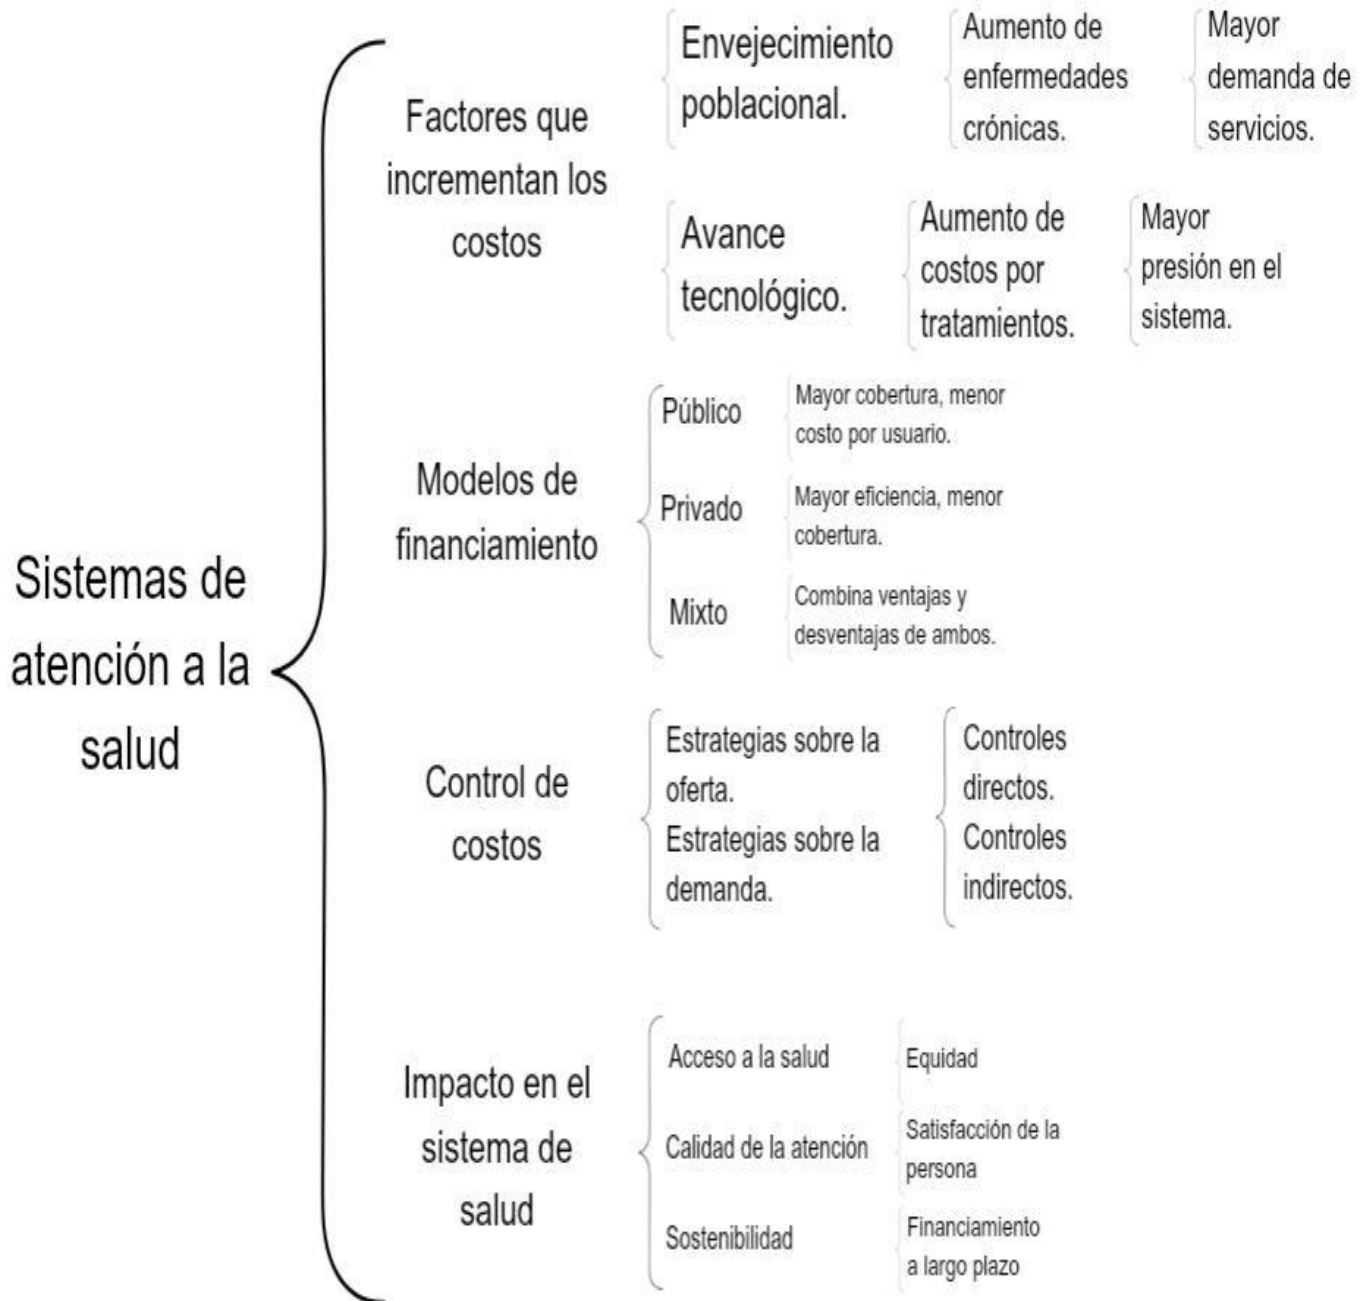 Sistemas de
atención a la
salud
Factores que
incrementan los
costos
Envejecimiento
poblacional.
Aumento de
enfermedades
crónicas.
Mayor
demanda de
servicios.
Avance
tecnológico.
Aumento de
costos por
tratamientos.
Mayor
presión en el
sistema.
Modelos de
financiamiento
Público
Mayor cobertura, menor
costo por usuario.
Privado
Mayor eficiencia, menor
cobertura.
Mixto
Combina ventajas y
desventajas de ambos.
Control de
costos
Estrategias sobre la
oferta.
Estrategias sobre la
demanda.
Controles
directos.
Controles
indirectos.
Impacto en el
sistema de
salud
Acceso a la salud
Equidad
Calidad de la atención
Satisfacción de la
persona
Sostenibilidad
Financiamiento
a largo plazo